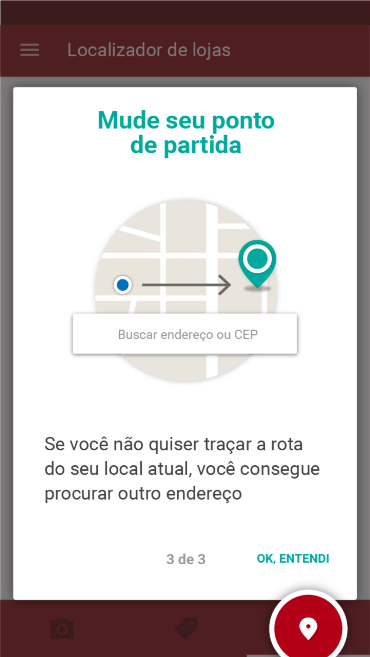 Localizador de lojas
Mude seu ponto
de partida
Buscar endereço ou CEP
Se você não quiser traçar a rota
do seu local atual, você consegue
procurar outro endereço
3 de 3
OK, ENTENDI